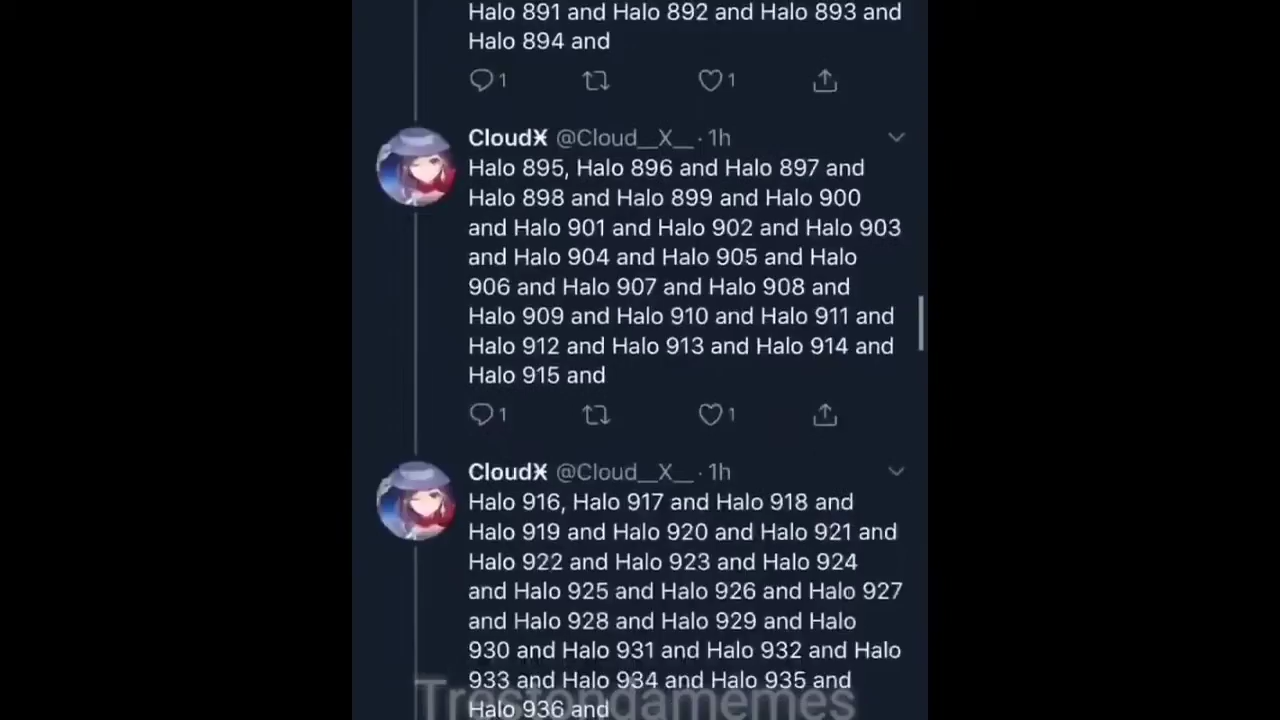 Halo 891 and Halo 892 and Halo 893 and
Halo 894 and
1
1
CloudX @Cloud__X__ · 1h
Halo 895, Halo 896 and Halo 897 and
Halo 898 and Halo 899 and Halo 900
and Halo 901 and Halo 902 and Halo 903
and Halo 904 and Halo 905 and Halo
906 and Halo 907 and Halo 908 and
Halo 909 and Halo 910 and Halo 911 and
Halo 912 and Halo 913 and Halo 914 and
Halo 915 and
1
1
CloudX @Cloud__X__ · 1h
Halo 916, Halo 917 and Halo 918 and
Halo 919 and Halo 920 and Halo 921 and
Halo 922 and Halo 923 and Halo 924
and Halo 925 and Halo 926 and Halo 927
and Halo 928 and Halo 929 and Halo
930 and Halo 931 and Halo 932 and Halo
933 and Halo 934 and Halo 935 and
Halo 936 and